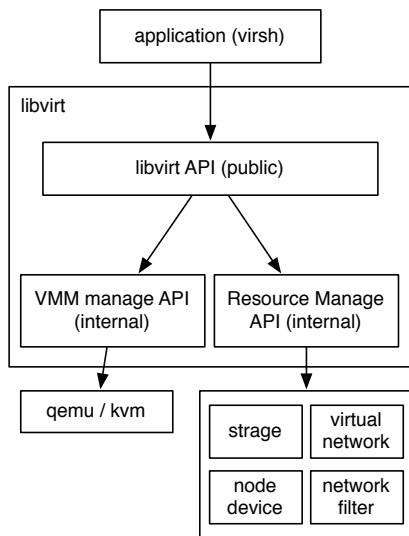 application (virsh)
libvirt
libvirt API (public)
VMM manage API
(internal)
Resource Manage
API (internal)
qemu / kvm
strage
virtual
network
node
device
network
filter